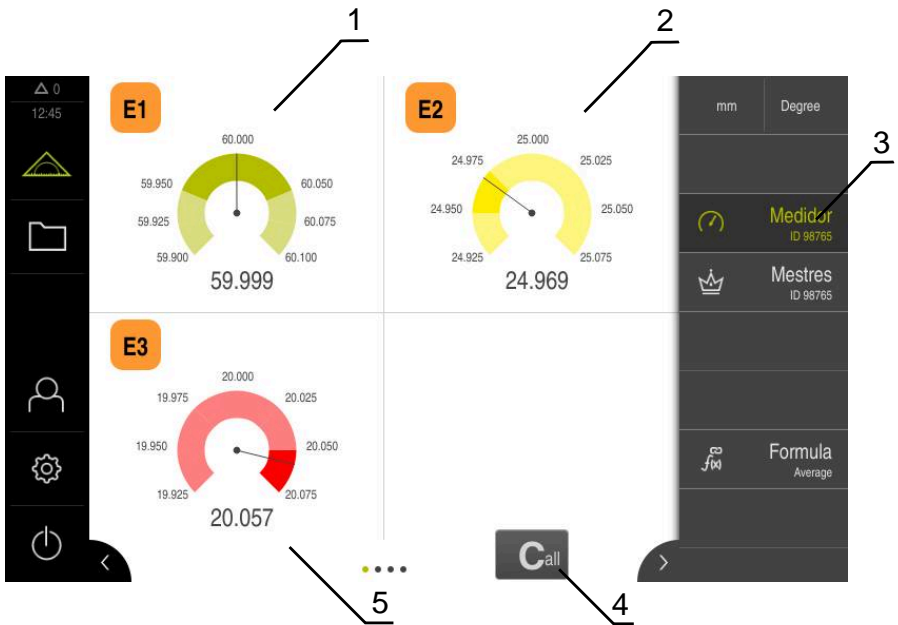 1
2
0
12:45
E1
60.000
59.950
60.050
59.925
60.075
59.900
60.100
59.999
E2
25.000
24.975
25.025
24.950
25.050
24.925
25.075
24.969
mm
Degree
3
Medidor
ID 98765
Mestres
ID 98765
E3
20.000
19.975
20.025
19.950
20.050
19.925
20.075
20.057
f(x)
Formula
Average
Call
5
4